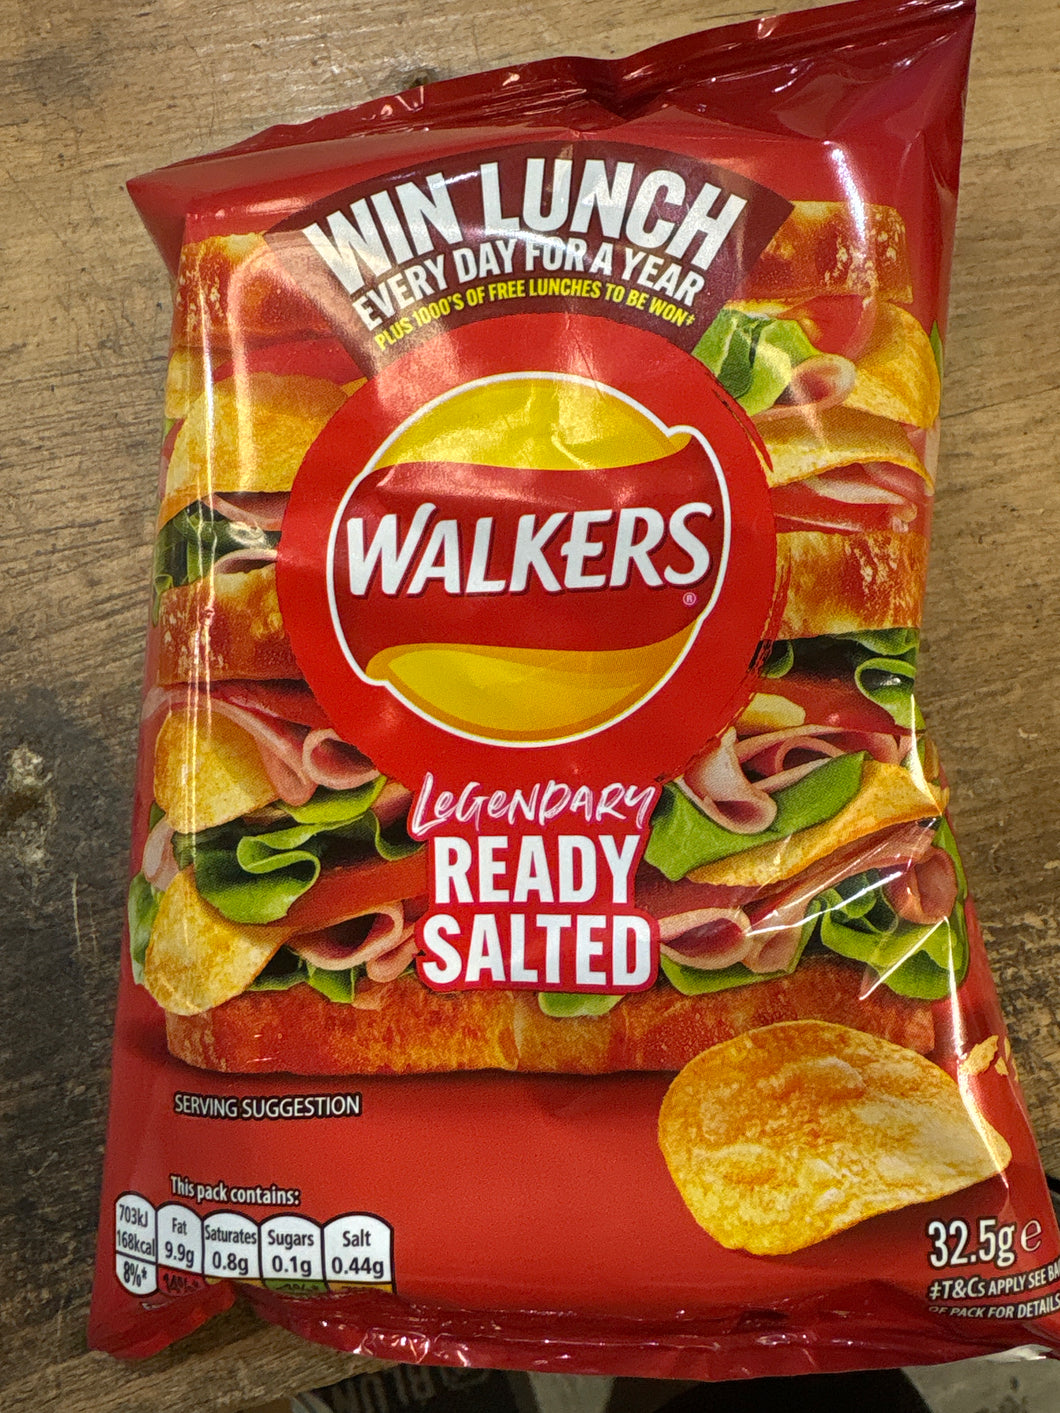 WIN LUNCH
EVERY DAY FOR A YEAR
PLUS 1000'S OF FREE LUNCHES TO BE WON‡
WALKERS
®
LEGENDARY
READY
SALTED
SERVING SUGGESTION
This pack contains:
703kJ
168kcal
8%*
Fat
9.9g
14%*
Saturates
0.8g
Sugars
0.1g
Salt
0.44g
32.5g e
‡T&Cs APPLY SEE
OF PACK FOR DETAILS